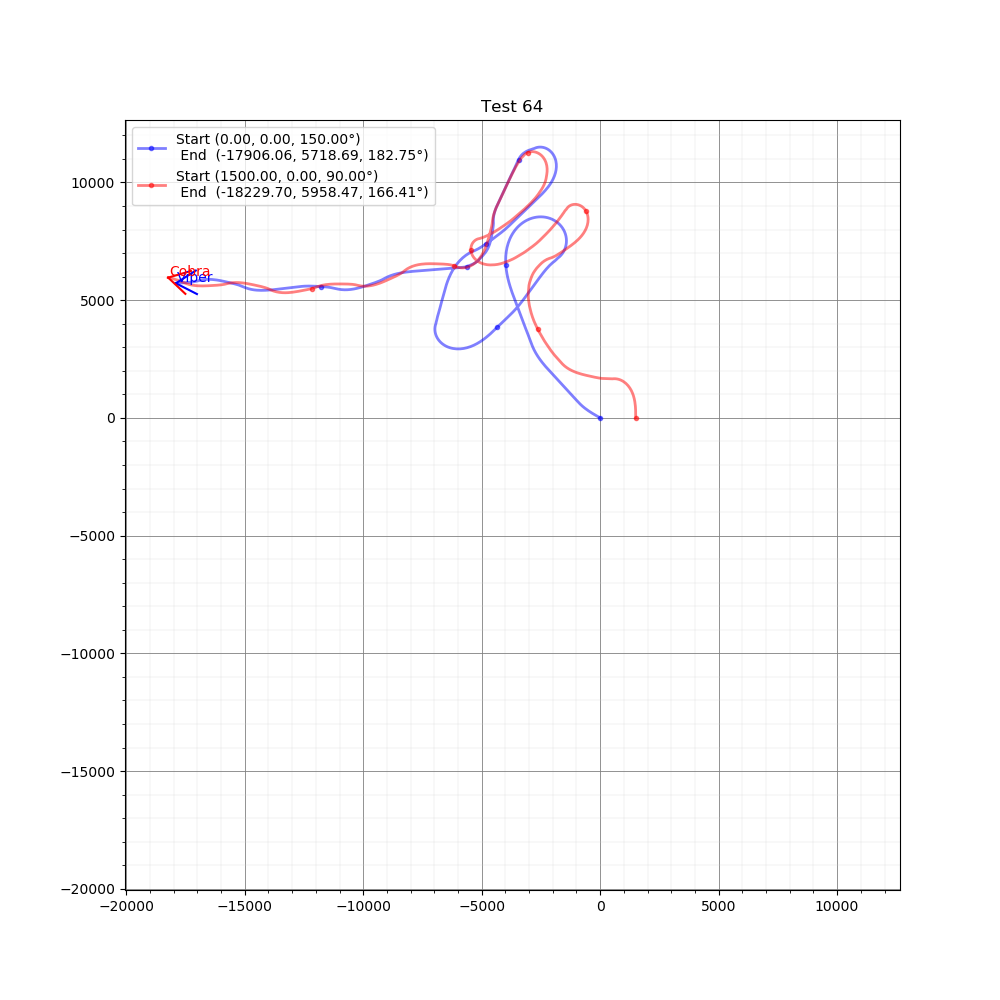 Test 64
Start (0.00, 0.00, 150.00°)
End (-17906.06, 5718.69, 182.75°)
Start (1500.00, 0.00, 90.00°)
End (-18229.70, 5958.47, 166.41°)
10000
5000
0
−5000
−10000
−15000
−20000
Cobra
Viper
−20000 −15000 −10000 −5000 0 5000 10000